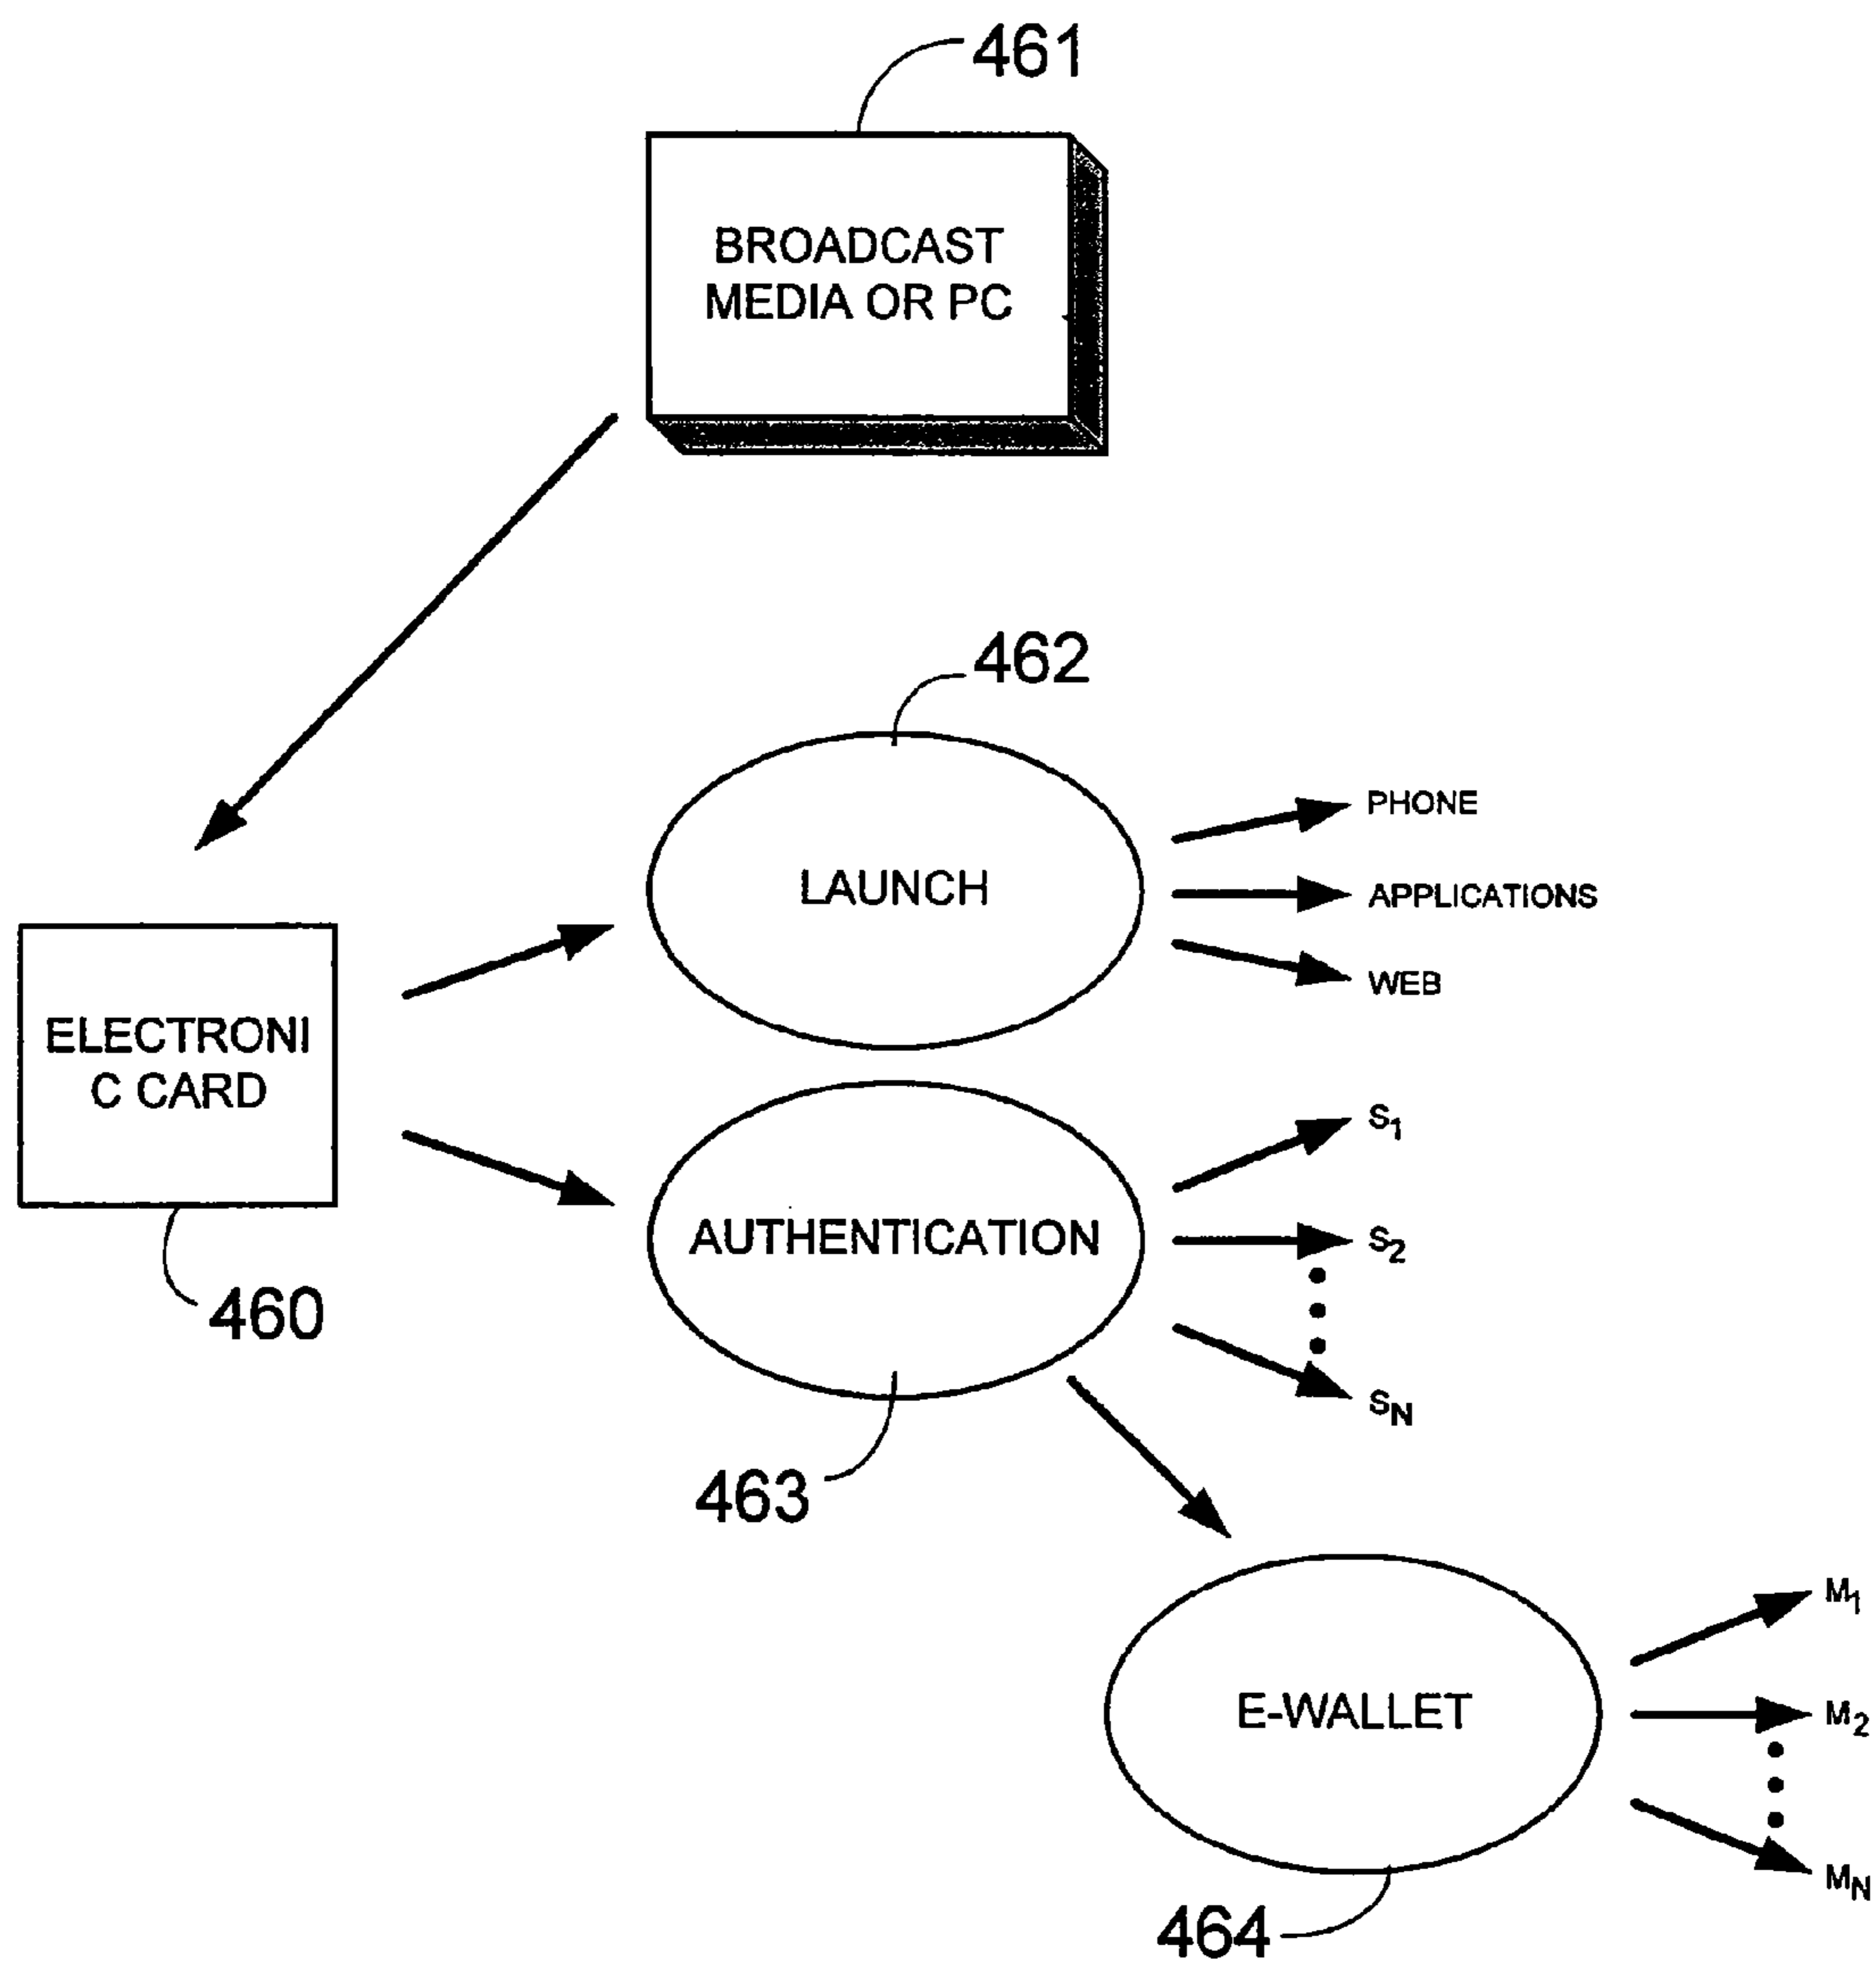 461
BROADCAST
MEDIA OR PC
462
LAUNCH
PHONE
APPLICATIONS
WEB
ELECTRONI
C CARD
460
AUTHENTICATION
S1
S2
SN
463
E-WALLET
M1
M2
MN
464